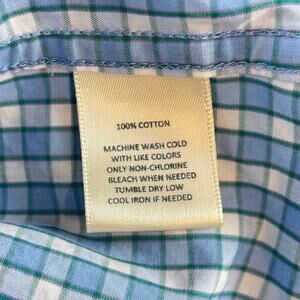 100% COTTON
MACHINE WASH COLD
WITH LIKE COLORS
ONLY NON-CHLORINE
BLEACH WHEN NEEDED
TUMBLE DRY LOW
COOL IRON IF NEEDED